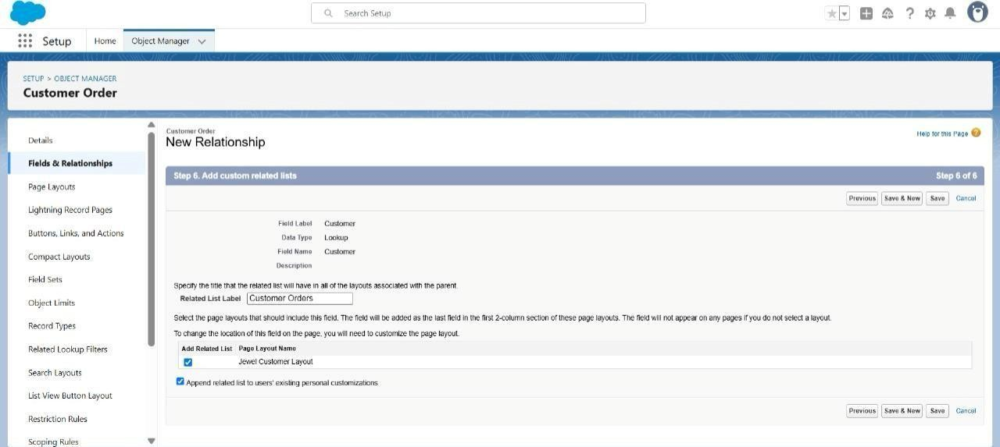 Search Setup
Setup
Home
Object Manager
SETUP > OBJECT MANAGER
Customer Order
Details
Fields & Relationships
Page Layouts
Lightning Record Pages
Buttons, Links, and Actions
Compact Layouts
Field Sets
Object Limits
Record Types
Related Lookup Filters
Search Layouts
List View Button Layout
Restriction Rules
Scoping Rules
Customer Order
New Relationship
Help for this Page ?
Step 6. Add custom related lists Step 6 of 6
Previous Save & New Save Cancel
Field Label Customer
Data Type Lookup
Field Name Customer
Description
Specify the title that the related list will have in all of the layouts associated with the parent.
Related List Label Customer Orders
Select the page layouts that should include this field. The field will be added as the last field in the first 2-column section of these page layouts. The field will not appear on any pages if you do not select a layout.
To change the location of this field on the page, you will need to customize the page layout.
Add Related List Page Layout Name
Jewel Customer Layout
Append related list to users' existing personal customizations
Previous Save & New Save Cancel